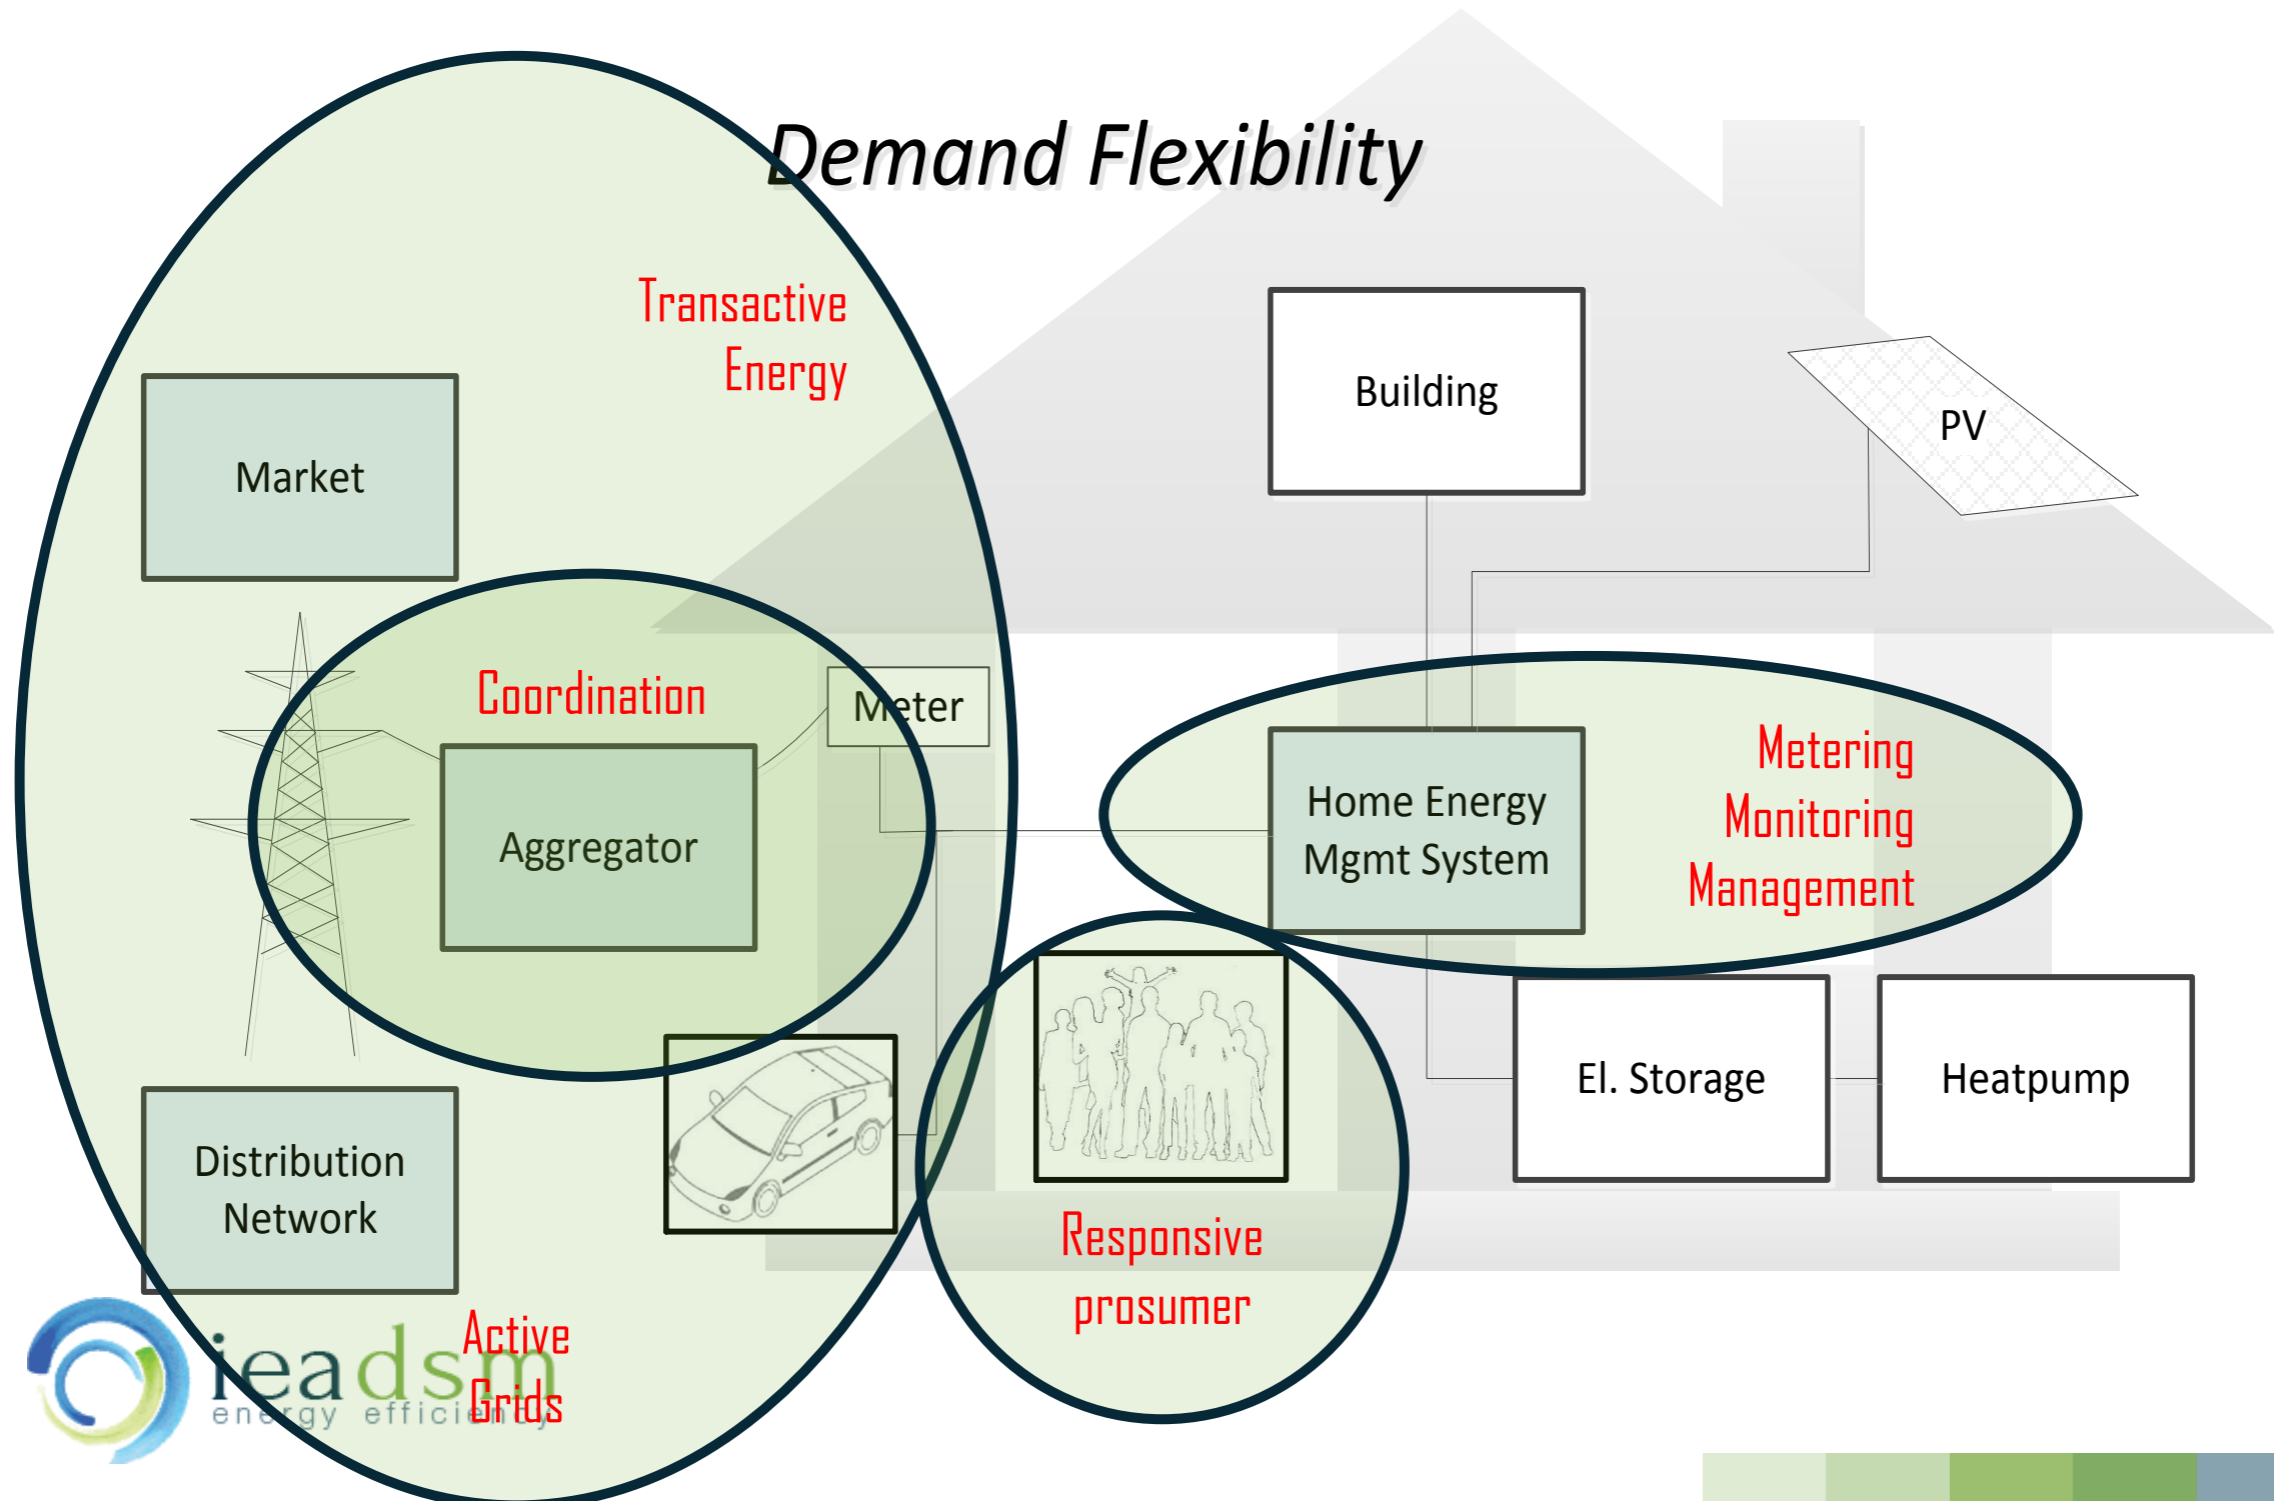 Demand Flexibility
Transactive
Energy
Building
PV
Market
Coordination
Meter
Aggregator
Home Energy
Mgmt System
Metering
Monitoring
Management
El. Storage
Heatpump
Distribution
Network
Responsive
prosumer
Active
Grids
ieadsm
energy efficiency